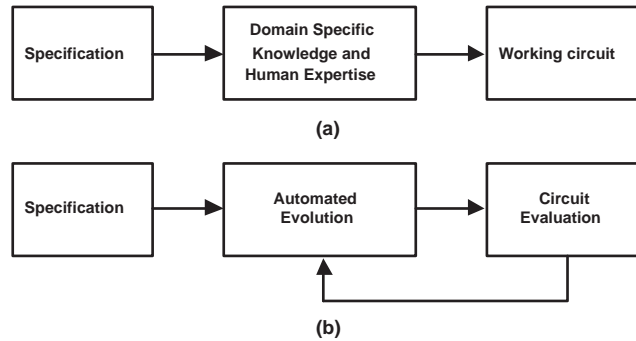 Specification
Domain Specific
Knowledge and
Human Expertise
Working circuit
(a)
Specification
Automated
Evolution
Circuit
Evaluation
(b)